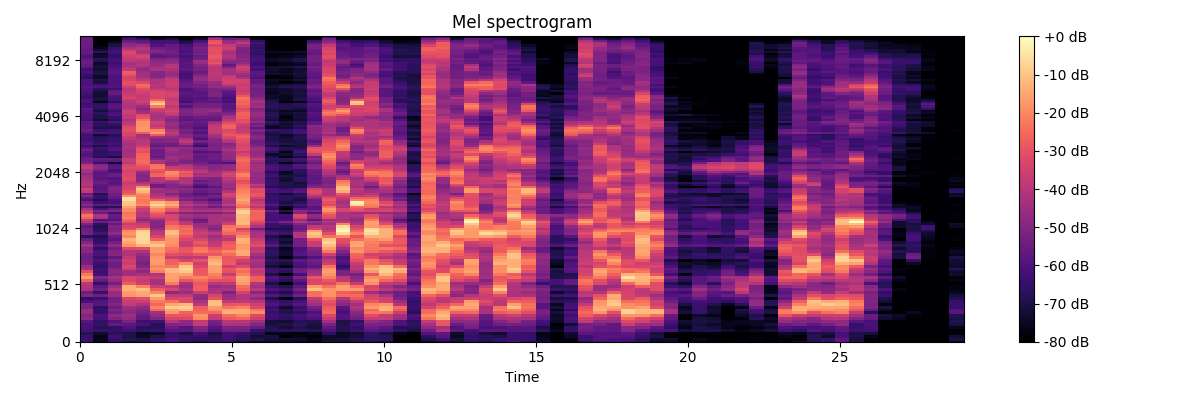 Mel spectrogram
Hz
8192
4096
2048
1024
512
0
0 5 10 15 20 25
Time
+0 dB
-10 dB
-20 dB
-30 dB
-40 dB
-50 dB
-60 dB
-70 dB
-80 dB